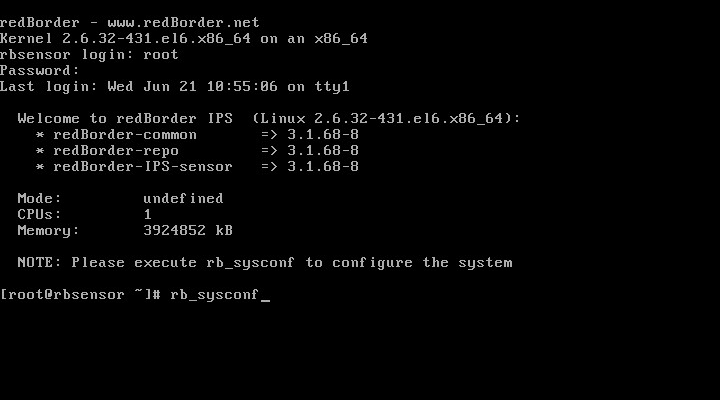 redBorder - www.redBorder.net
Kernel 2.6.32-431.el6.x86_64 on an x86_64
rbsensor login: root
Password:
Last login: Wed Jun 21 10:55:06 on tty1
Welcome to redBorder IPS  (Linux 2.6.32-431.el6.x86_64):
* redBorder-common       => 3.1.68-8
* redBorder-repo         => 3.1.68-8
* redBorder-IPS-sensor   => 3.1.68-8
Mode:         undefined
CPUs:         1
Memory:       3924852 kB
NOTE: Please execute rb_sysconf to configure the system
[root@rbsensor ~]# rb_sysconf_